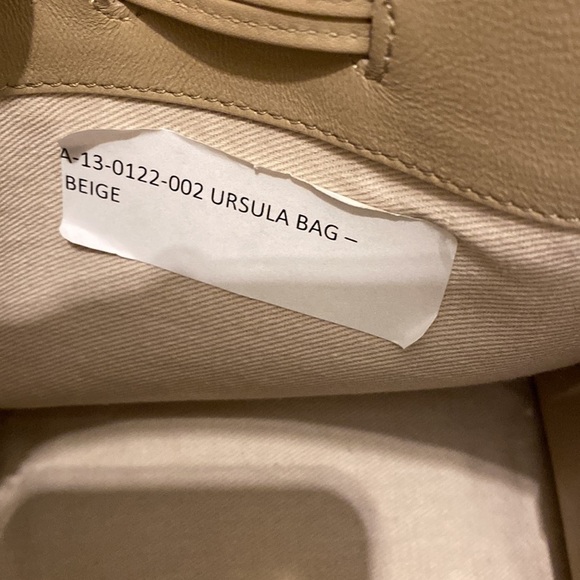 A-13-0122-002 URSULA BAG –
BEIGE